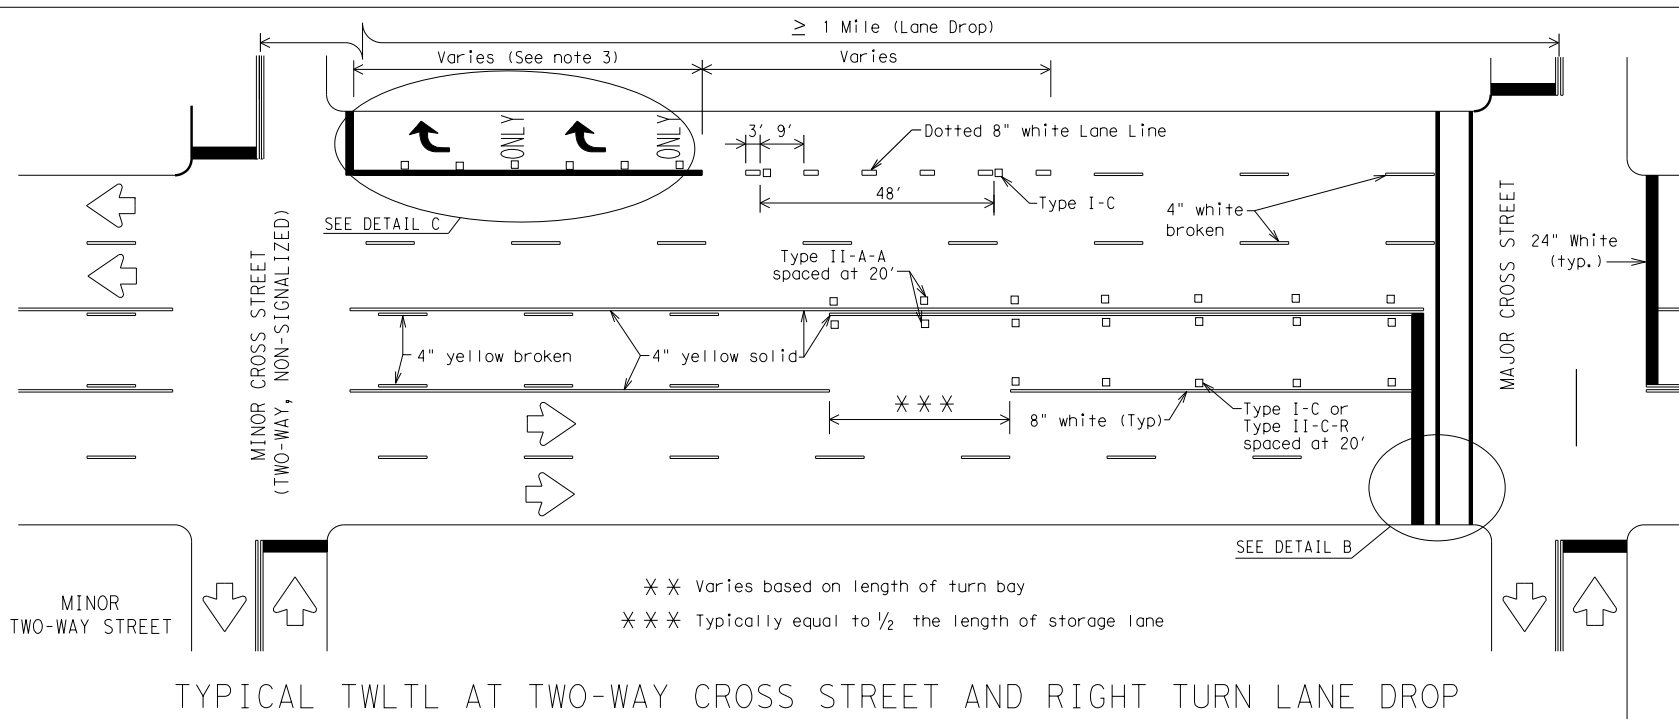 ≥ 1 Mile (Lane Drop)
Varies (See note 3)
Varies
ONLY
ONLY
3' 9'
Dotted 8" white Lane Line
48'
Type I-C
SEE DETAIL C
4" white
broken
Type II-A-A
spaced at 20'
24" White
(typ.)
MINOR CROSS STREET
(TWO-WAY, NON-SIGNALIZED)
MAJOR CROSS STREET
4" yellow broken
4" yellow solid
***
8" white (Typ)
Type I-C or
Type II-C-R
spaced at 20'
SEE DETAIL B
MINOR
TWO-WAY STREET
** Varies based on length of turn bay
*** Typically equal to ½ the length of storage lane
TYPICAL TWLTL AT TWO-WAY CROSS STREET AND RIGHT TURN LANE DROP